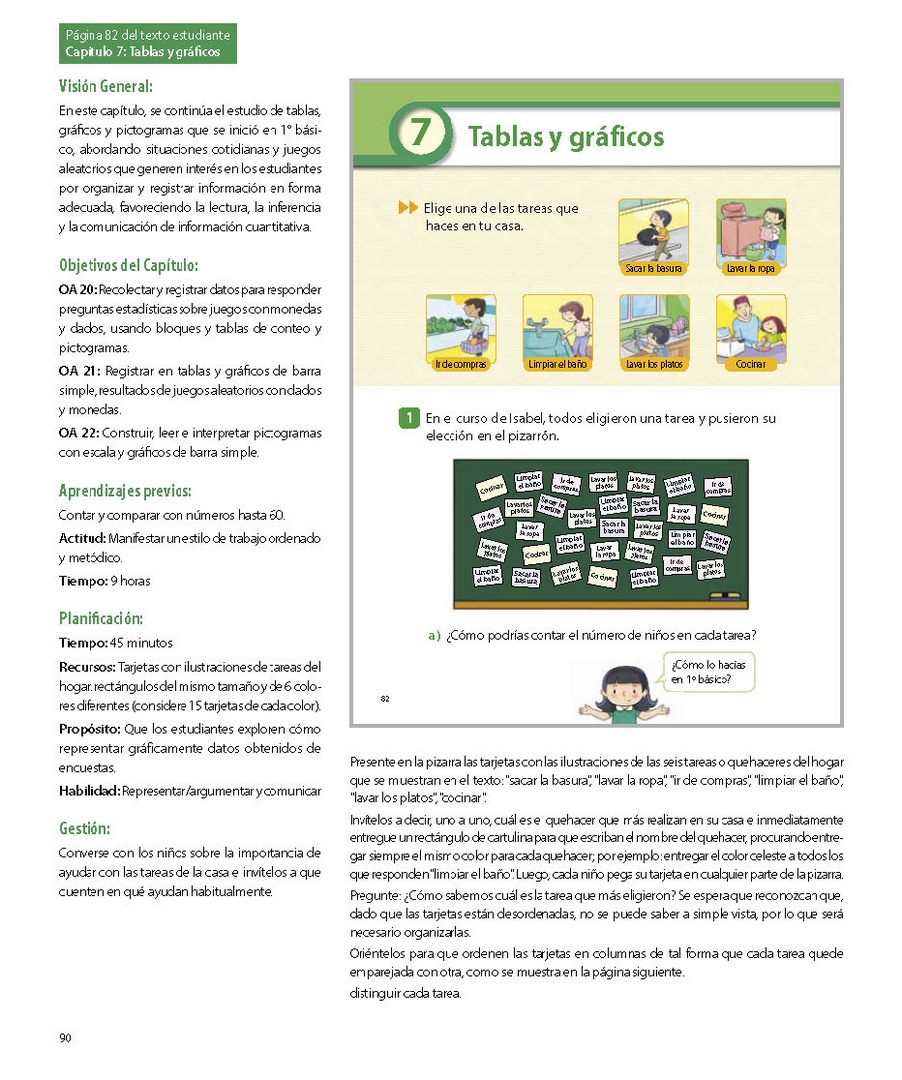 Página 82 del texto estudiante
Capítulo 7: Tablas y gráficos
Visión General:
En este capítulo, se continúa el estudio de tablas,
gráficos y pictogramas que se inició en 1° bási-
co, abordando situaciones cotidianas y juegos
aleatorios que generen interés en los estudiantes
por organizar y registrar información en forma
adecuada, favoreciendo la lectura, la inferencia
y la comunicación de información cuantitativa.
Objetivos del Capítulo:
OA 20: Recolectar y registrar datos para responder
preguntas estadísticas sobre juegos con monedas
y dados, usando bloques y tablas de conteo y
pictogramas.
OA 21: Registrar en tablas y gráficos de barra
simple, resultados de juegos aleatorios con dados
y monedas.
OA 22: Construir, leer e interpretar pictogramas
con escala y gráficos de barra simple.
Aprendizajes previos:
Contar y comparar con números hasta 60.
Actitud: Manifestar un estilo de trabajo ordenado
y metódico.
Tiempo: 9 horas
Planificación:
Tiempo: 45 minutos
Recursos: Tarjetas con ilustraciones de tareas del
hogar, rectángulos del mismo tamaño y de 6 colo-
res diferentes (considere 15 tarjetas de cada color).
Propósito: Que los estudiantes exploren cómo
representar gráficamente datos obtenidos de
encuestas.
Habilidad: Representar/argumentar y comunicar
Gestión:
Converse con los niños sobre la importancia de
ayudar con las tareas de la casa e invítelos a que
cuenten en qué ayudan habitualmente.
7 Tablas y gráficos
Elige una de las tareas que
haces en tu casa.
Sacar la basura
Lavar la ropa
Ir de compras
Limpiar el baño
Lavar los platos
Cocinar
1 En el curso de Isabel, todos eligieron una tarea y pusieron su
elección en el pizarrón.
Cocinar
Limpiar el baño
Ir de compras
Lavar los platos
Lavar los platos
Limpiar el baño
Ir de compras
Ir de compras
Lavar los platos
Sacar la basura
Lavar los platos
Limpiar el baño
Sacar la basura
Lavar la ropa
Cocinar
Lavar la ropa
Sacar la basura
Lavar los platos
Limpiar el baño
Sacar la basura
Lavar los platos
Cocinar
Limpiar el baño
Lavar la ropa
Lavar los platos
Ir de compras
Lavar los platos
Limpiar el baño
Sacar la basura
Lavar los platos
Cocinar
Limpiar el baño
a) ¿Cómo podrías contar el número de niños en cada tarea?
¿Cómo lo hacías
en 1º básico?
82
Presente en la pizarra las tarjetas con las ilustraciones de las seis tareas o quehaceres del hogar
que se muestran en el texto: "sacar la basura", "lavar la ropa", "ir de compras", "limpiar el baño",
"lavar los platos", "cocinar".
Invítelos a decir, uno a uno, cuál es el quehacer que más realizan en su casa e inmediatamente
entregue un rectángulo de cartulina para que escriban el nombre del quehacer, procurando entre-
gar siempre el mismo color para cada quehacer; por ejemplo: entregar el color celeste a todos los
que responden "limpiar el baño". Luego, cada niño pega su tarjeta en cualquier parte de la pizarra.
Pregunte: ¿Cómo sabemos cuál es la tarea que más eligieron? Se espera que reconozcan que,
dado que las tarjetas están desordenadas, no se puede saber a simple vista, por lo que será
necesario organizarlas.
Oriéntelos para que ordenen las tarjetas en columnas de tal forma que cada tarea quede
emparejada con otra, como se muestra en la página siguiente.
distinguir cada tarea.
90